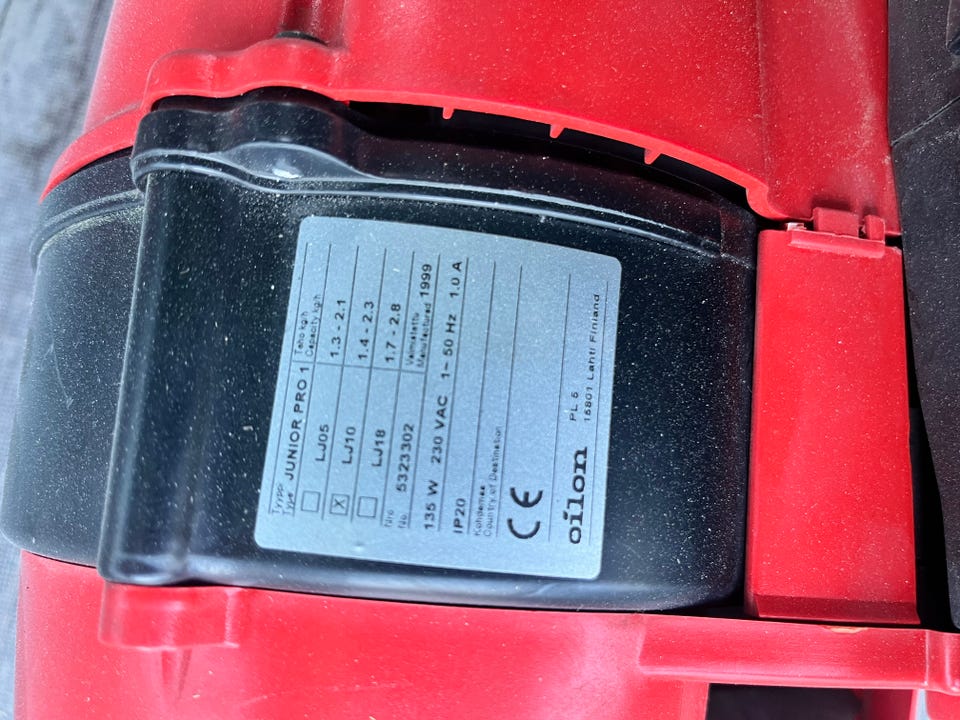 Tyyppi Teho kg/h
Type JUNIOR PRO 1 Capacity kg/h
LJ05 1.3 - 2.1
X LJ10 1.4 - 2.3
LJ18 1.7 - 2.8
Nro Valmistettu
No. 5323302 Manufactured 1999
135 W 230 VAC 1~ 50 Hz 1.0 A
IP20
Kohdemaa
Country of Destination
CE
oilon PL 5
15801 Lahti Finland